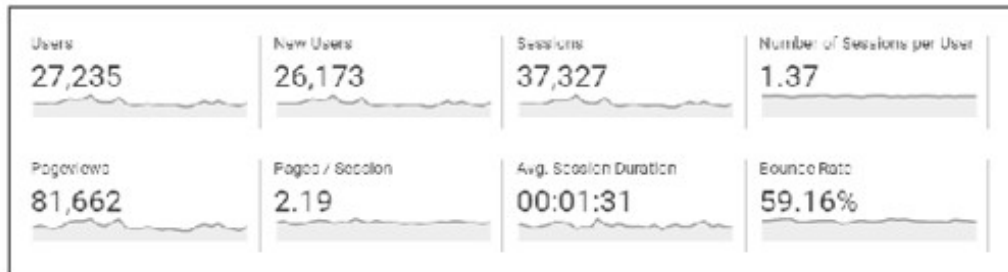 Users
27,235
New Users
26,173
Sessions
37,327
Number of Sessions per User
1.37
Pageviews
81,662
Pages / Session
2.19
Avg. Session Duration
00:01:31
Bounce Rate
59.16%